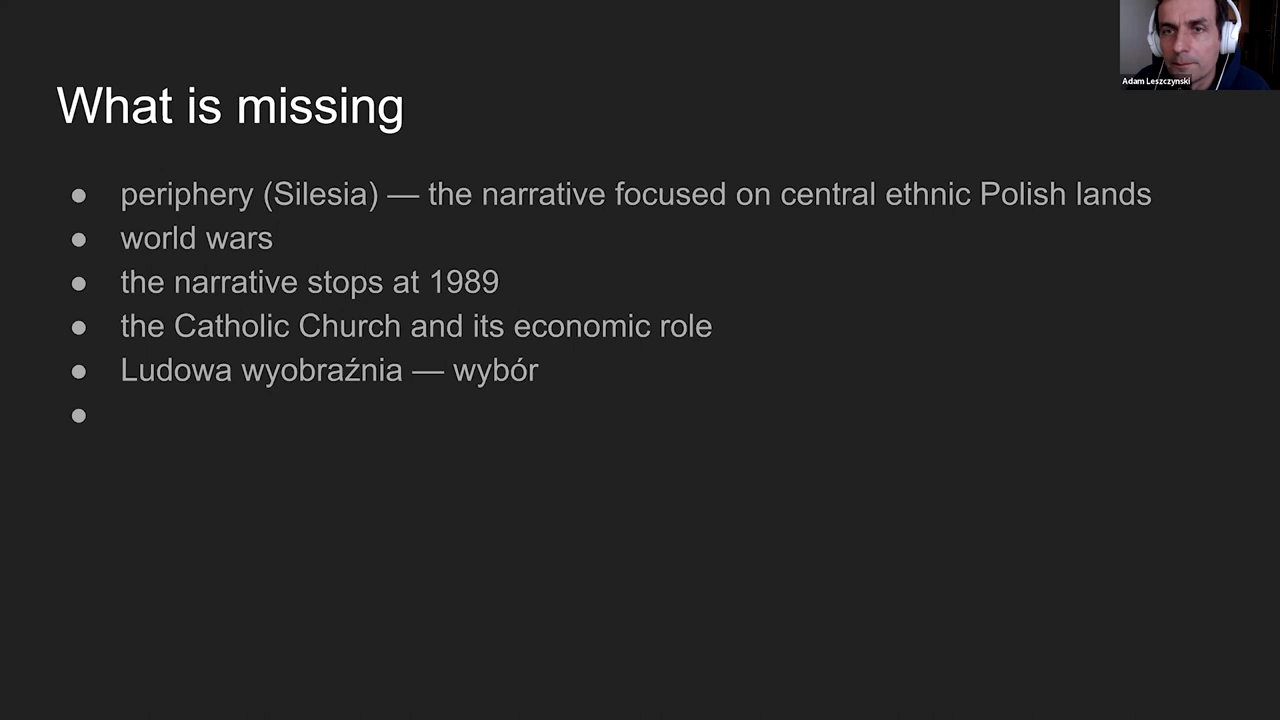 Adam Leszczynski
What is missing
● periphery (Silesia) — the narrative focused on central ethnic Polish lands
● world wars
● the narrative stops at 1989
● the Catholic Church and its economic role
● Ludowa wyobraźnia — wybór
●